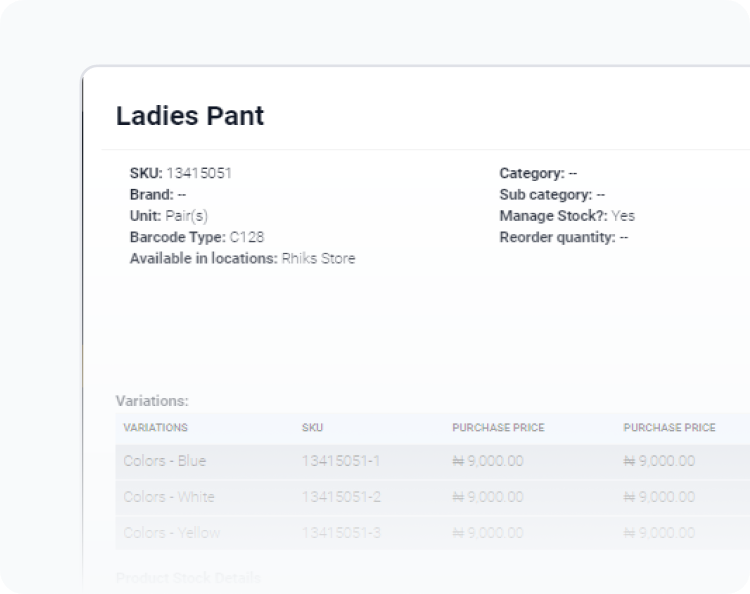 Ladies Pant
SKU: 13415051
Category: --
Brand: --
Sub category: --
Unit: Pair(s)
Manage Stock?: Yes
Barcode Type: C128
Reorder quantity: --
Available in locations: Rhiks Store
Variations:
VARIATIONS SKU PURCHASE PRICE PURCHASE PRICE
Colors - Blue 13415051-1 ₦ 9,000.00 ₦ 9,000.00
Colors - White 13415051-2 ₦ 9,000.00 ₦ 9,000.00
Colors - Yellow 13415051-3 ₦ 9,000.00 ₦ 9,000.00
Product Stock Details